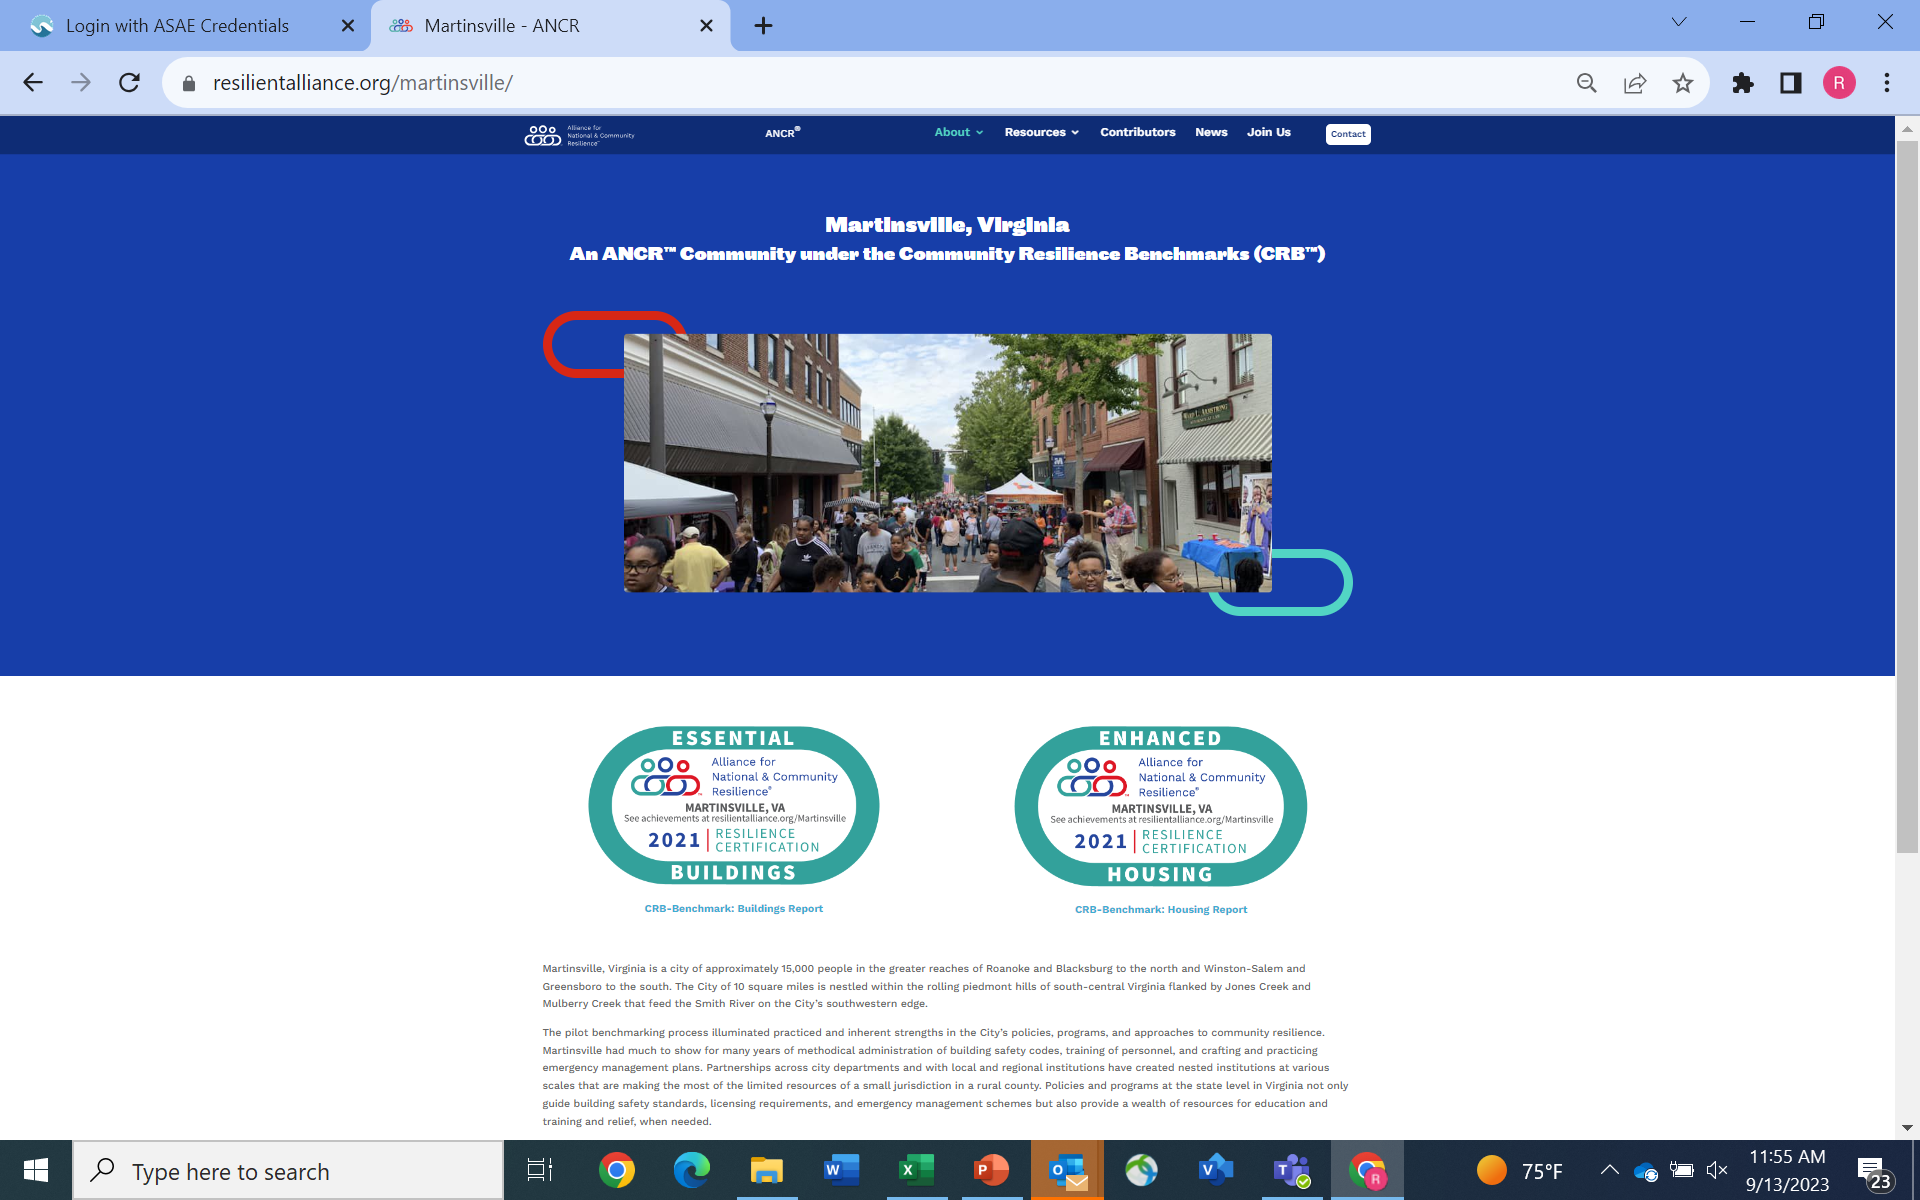 Login with ASAE Credentials
Martinsville - ANCR
resilientalliance.org/martinsville/
R
Alliance for
National & Community
Resilience™
ANCR®
About
Resources
Contributors
News
Join Us
Contact
Martinsville, Virginia
An ANCR™ Community under the Community Resilience Benchmarks (CRB™)
ARMSTRONG
M
ESSENTIAL
Alliance for
National & Community
Resilience®
MARTINSVILLE, VA
See achievements at resilientalliance.org/Martinsville
2021 | RESILIENCE
CERTIFICATION
BUILDINGS
CRB-Benchmark: Buildings Report
ENHANCED
Alliance for
National & Community
Resilience®
MARTINSVILLE, VA
See achievements at resilientalliance.org/Martinsville
2021 | RESILIENCE
CERTIFICATION
HOUSING
CRB-Benchmark: Housing Report
Martinsville, Virginia is a city of approximately 15,000 people in the greater reaches of Roanoke and Blacksburg to the north and Winston-Salem and
Greensboro to the south. The City of 10 square miles is nestled within the rolling piedmont hills of south-central Virginia flanked by Jones Creek and
Mulberry Creek that feed the Smith River on the City's southwestern edge.
The pilot benchmarking process illuminated practiced and inherent strengths in the City's policies, programs, and approaches to community resilience.
Martinsville had much to show for many years of methodical administration of building safety codes, training of personnel, and crafting and practicing
emergency management plans. Partnerships across city departments and with local and regional institutions have created nested institutions at various
scales that are making the most of the limited resources of a small jurisdiction in a rural county. Policies and programs at the state level in Virginia not only
guide building safety standards, licensing requirements, and emergency management schemes but also provide a wealth of resources for education and
training and relief, when needed.
Type here to search
75°F
11:55 AM
9/13/2023
23